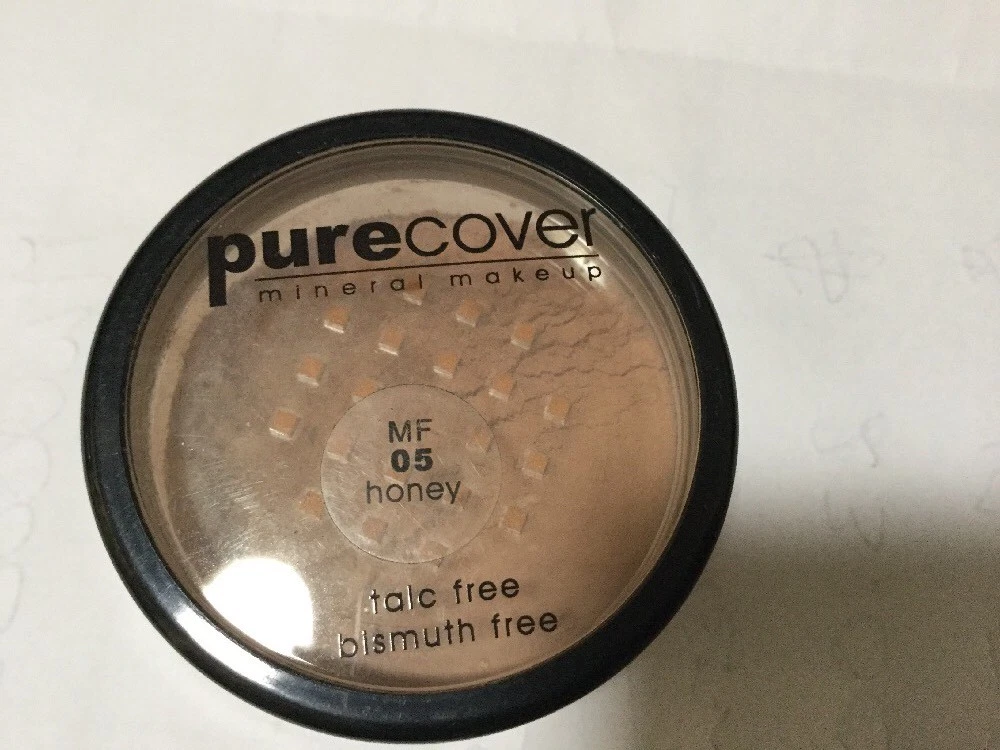 purecover
mineral makeup
MF
05
honey
talc free
bismuth free